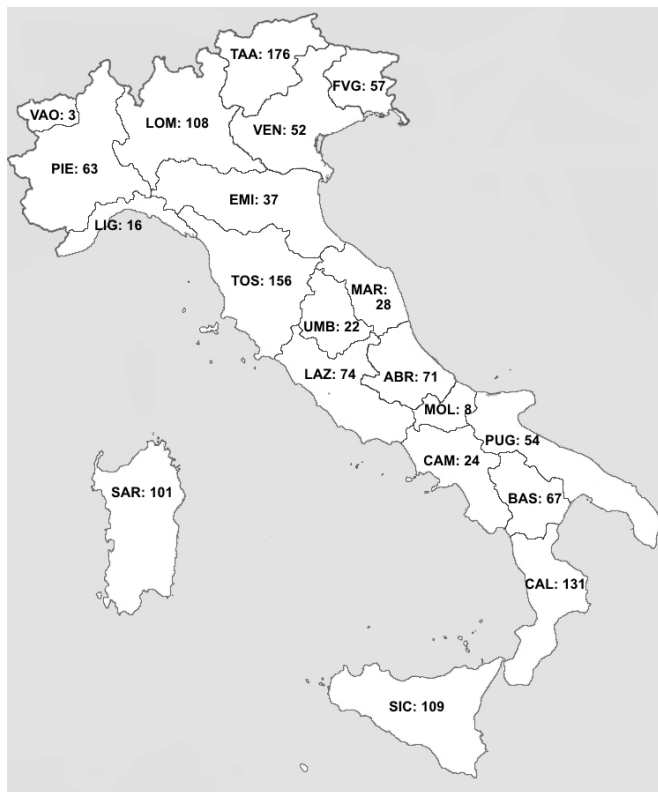 TAA: 176
FVG: 57
VAO: 3
LOM: 108
VEN: 52
PIE: 63
EMI: 37
LIG: 16
TOS: 156
MAR:
28
UMB: 22
LAZ: 74
ABR: 71
MOL: 8
PUG: 54
CAM: 24
SAR: 101
BAS: 67
CAL: 131
SIC: 109